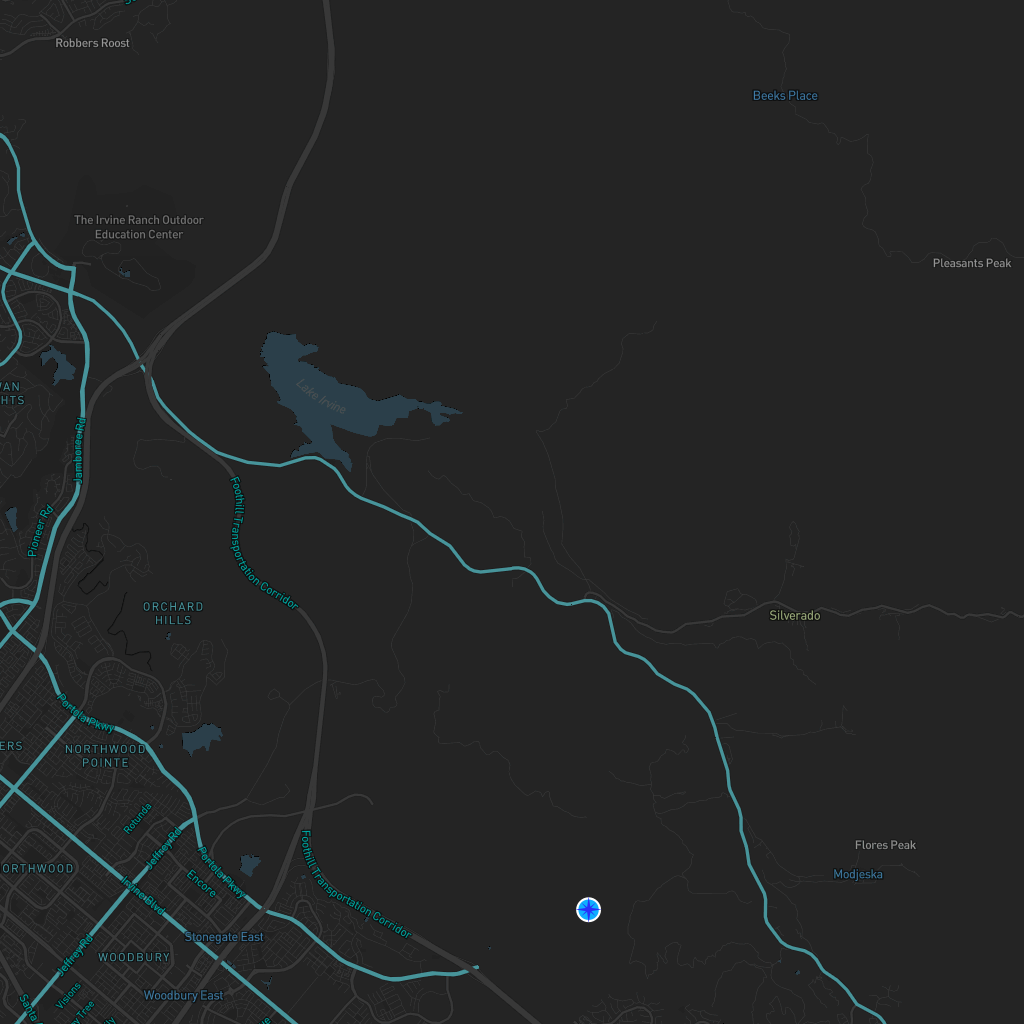 Robbers Roost
Beeks Place
The Irvine Ranch Outdoor
Education Center
Pleasants Peak
Lake Irvine
Jamboree Rd
Pioneer Rd
Foothill Transportation Corridor
ORCHARD
HILLS
Silverado
Portola Pkwy
NORTHWOOD
POINTE
Rotunda
Jeffrey Rd
Foothill Transportation Corridor
Flores Peak
Modjeska
Portola Pkwy
Encore
Irvine Blvd
Stonegate East
Jeffrey Rd
WOODBURY
Visions
Woodbury East